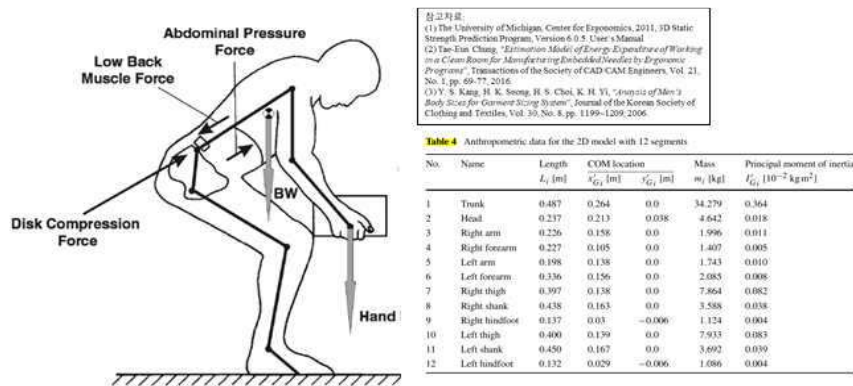 Abdominal Pressure
Force
Low Back
Muscle Force
BW
Disk Compression
Force
Hand
참고자료:
(1) The University of Michigan, Center for Ergonomics, 2011, 3D Static
Strength Prediction Program, Version 6.0.5. User's Manual
(2) Tae-Eun Chung, "Estimation Model of Energy Expenditure of Working
in a Clean Room for Manufacturing Embedded Needles by Ergonomic
Programs", Transactions of the Society of CAD/CAM Engineers, Vol. 21,
No. 1, pp. 69-77, 2016.
(3) Y. S. Kang, H. K. Seong, H. S. Choi, K. H. Yi, "Analysis of Men's
Body Sizes for Garment Sizing System", Journal of the Korean Society of
Clothing and Textiles, Vol. 30, No. 8, pp. 1199-1209, 2006.
Table 4 Anthropometric data for the 2D model with 12 segments
No. Name Length COM location Mass Principal moment of inertia
Lᵢ [m] x′Gᵢ [m] y′Gᵢ [m] mᵢ [kg] I′Gᵢ [10⁻² kg m²]
1 Trunk 0.487 0.264 0.0 34.279 0.364
2 Head 0.237 0.213 0.038 4.642 0.018
3 Right arm 0.226 0.158 0.0 1.996 0.011
4 Right forearm 0.227 0.105 0.0 1.407 0.005
5 Left arm 0.198 0.138 0.0 1.743 0.010
6 Left forearm 0.336 0.156 0.0 2.085 0.008
7 Right thigh 0.397 0.138 0.0 7.864 0.082
8 Right shank 0.438 0.163 0.0 3.588 0.038
9 Right hindfoot 0.137 0.03 −0.006 1.124 0.004
10 Left thigh 0.400 0.139 0.0 7.933 0.083
11 Left shank 0.450 0.167 0.0 3.692 0.039
12 Left hindfoot 0.132 0.029 −0.006 1.086 0.004